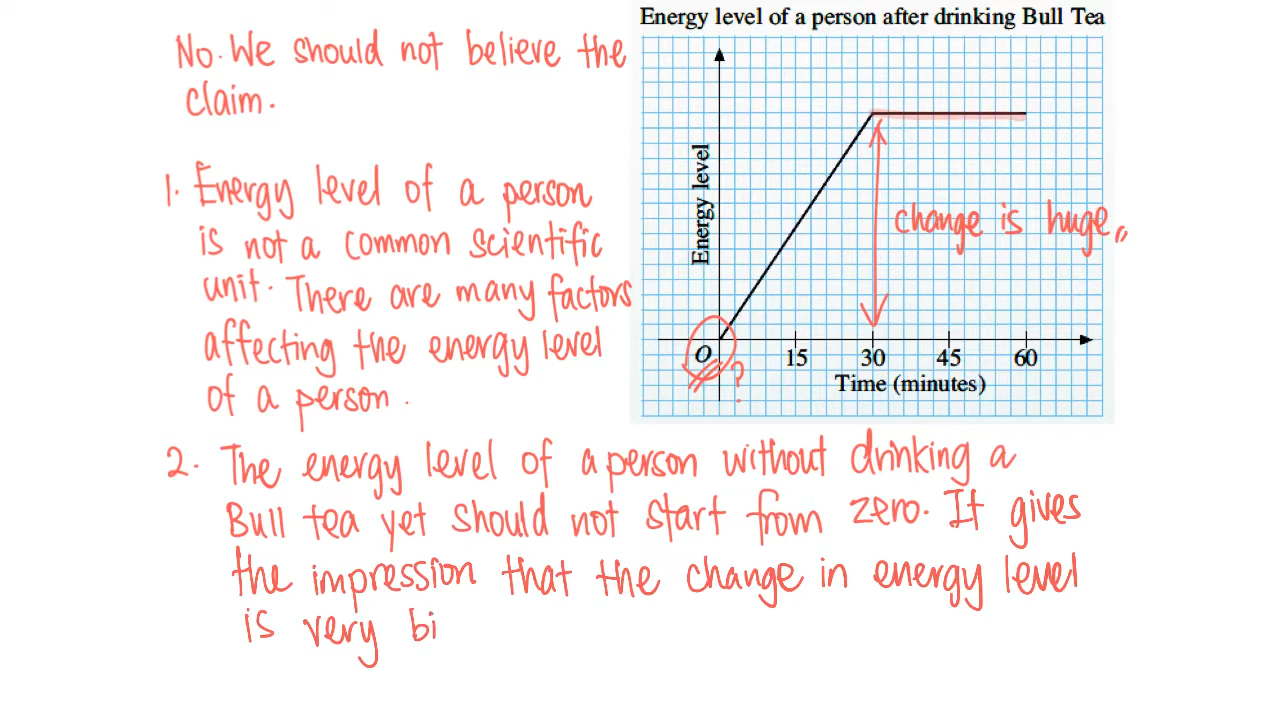 Energy level of a person after drinking Bull Tea
No. We should not believe the
claim.
1. Energy level of a person
is not a common scientific
unit. There are many factors
affecting the energy level
of a person.
Energy level
change is huge,,
O
?
15
30
45
60
Time (minutes)
2. The energy level of a person without drinking a
Bull tea yet should not start from zero. It gives
the impression that the change in energy level
is very bi